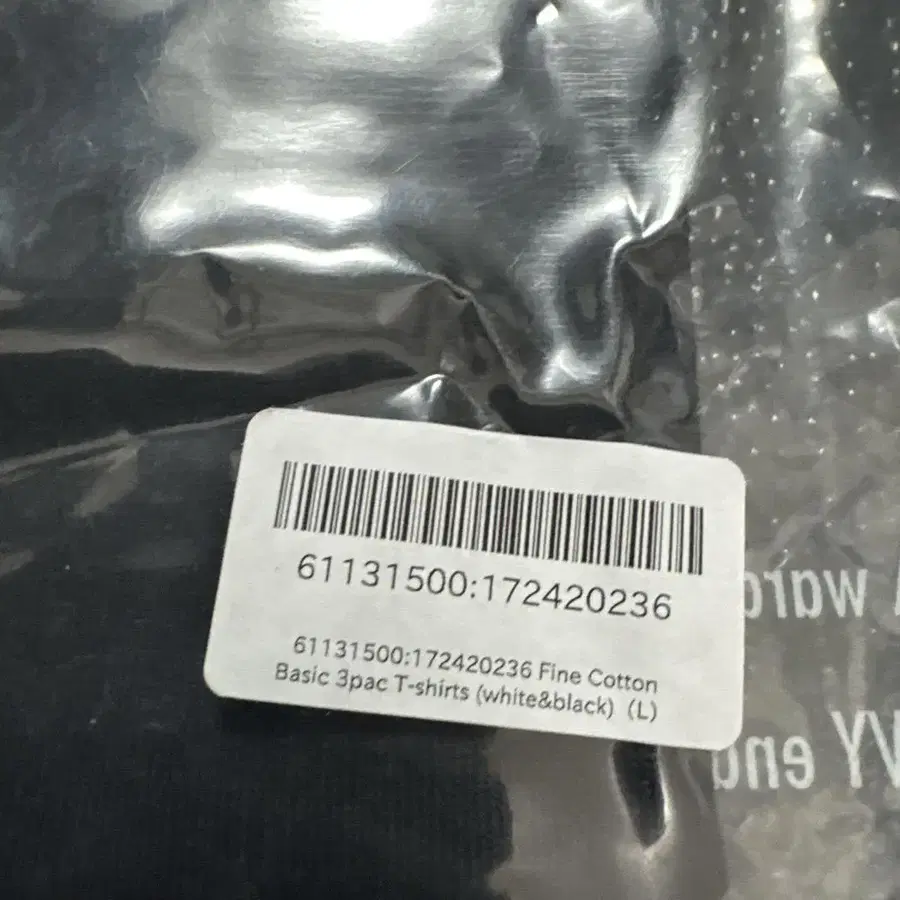 61131500:172420236
61131500:172420236 Fine Cotton
Basic 3pac T-shirts (white&black) (L)